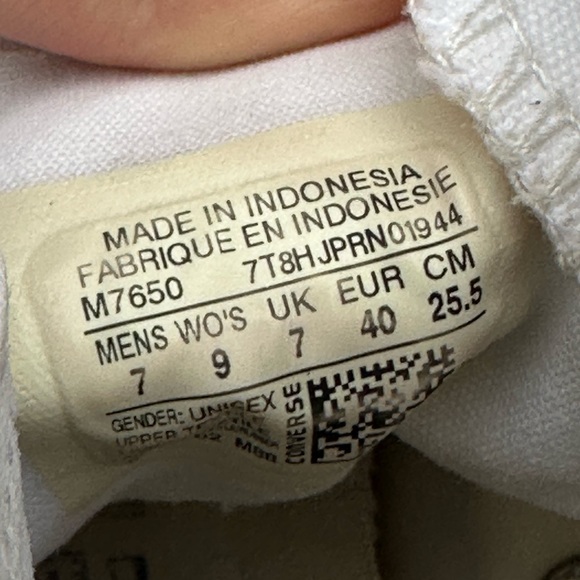 MADE IN INDONESIA
FABRIQUE EN INDONESIE
M7650 7T8HJPRN01944
MENS WO'S UK EUR CM
7 9 7 40 25.5
GENDER: UNISEX
UPPER
CONVERSE